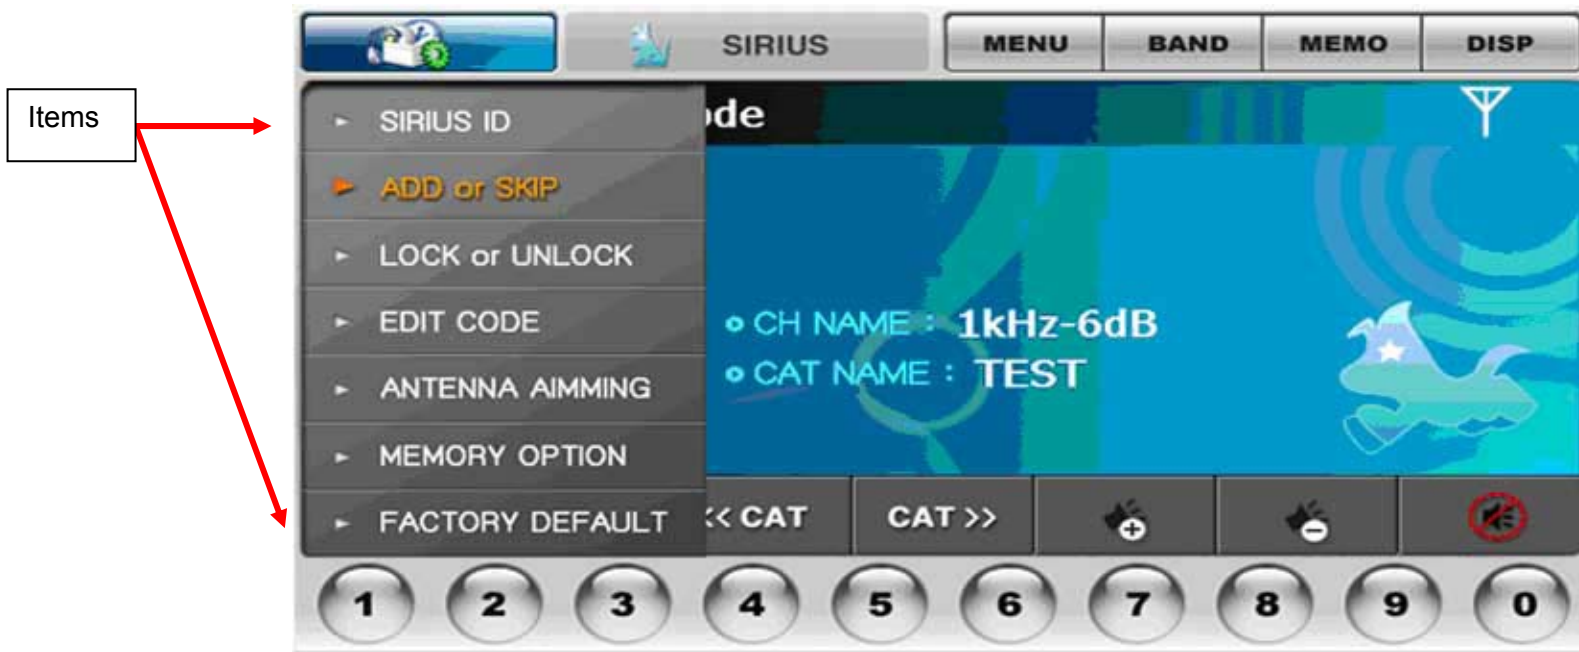 SIRIUS MENU BAND MEMO DISP
Items
SIRIUS ID
ode
ADD or SKIP
LOCK or UNLOCK
EDIT CODE
CH NAME : 1kHz-6dB
CAT NAME : TEST
ANTENNA AIMMING
MEMORY OPTION
FACTORY DEFAULT
<< CAT CAT >>
1 2 3 4 5 6 7 8 9 0